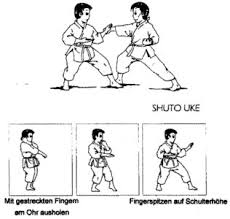 SHUTO UKE
Mit gestreckten Fingern
am Ohr ausholen
Fingerspitzen auf Schulterhöhe